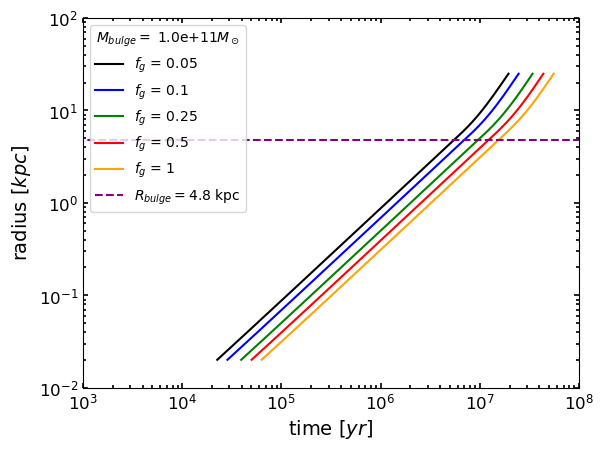 10²
10¹
10⁰
10⁻¹
10⁻²
radius [kpc]
M_bulge = 1.0e+11M_⊙
f_g = 0.05
f_g = 0.1
f_g = 0.25
f_g = 0.5
f_g = 1
R_bulge = 4.8 kpc
10³ 10⁴ 10⁵ 10⁶ 10⁷ 10⁸
time [yr]